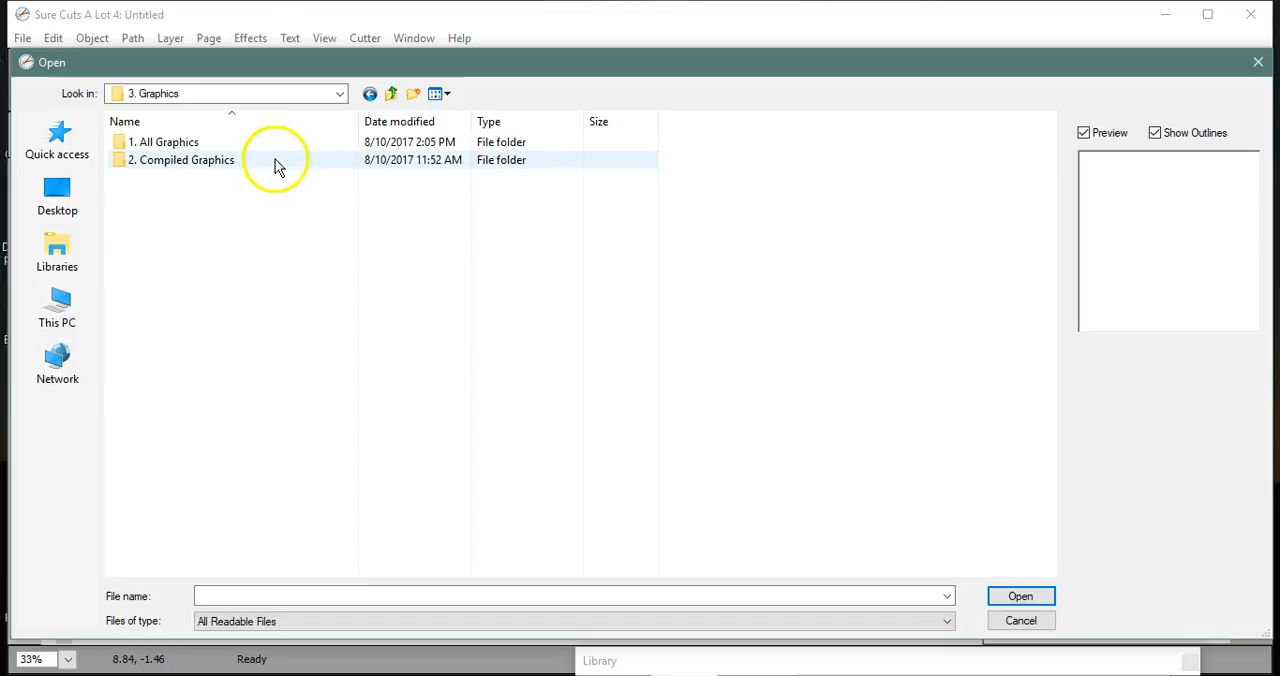 Sure Cuts A Lot 4: Untitled
File Edit Object Path Layer Page Effects Text View Cutter Window Help
Open
Look in: 3. Graphics
Name Date modified Type Size
1. All Graphics 8/10/2017 2:05 PM File folder
2. Compiled Graphics 8/10/2017 11:52 AM File folder
Preview Show Outlines
Quick access
Desktop
Libraries
This PC
Network
File name: Open
Files of type: All Readable Files Cancel
33% 8.84, -1.46 Ready Library